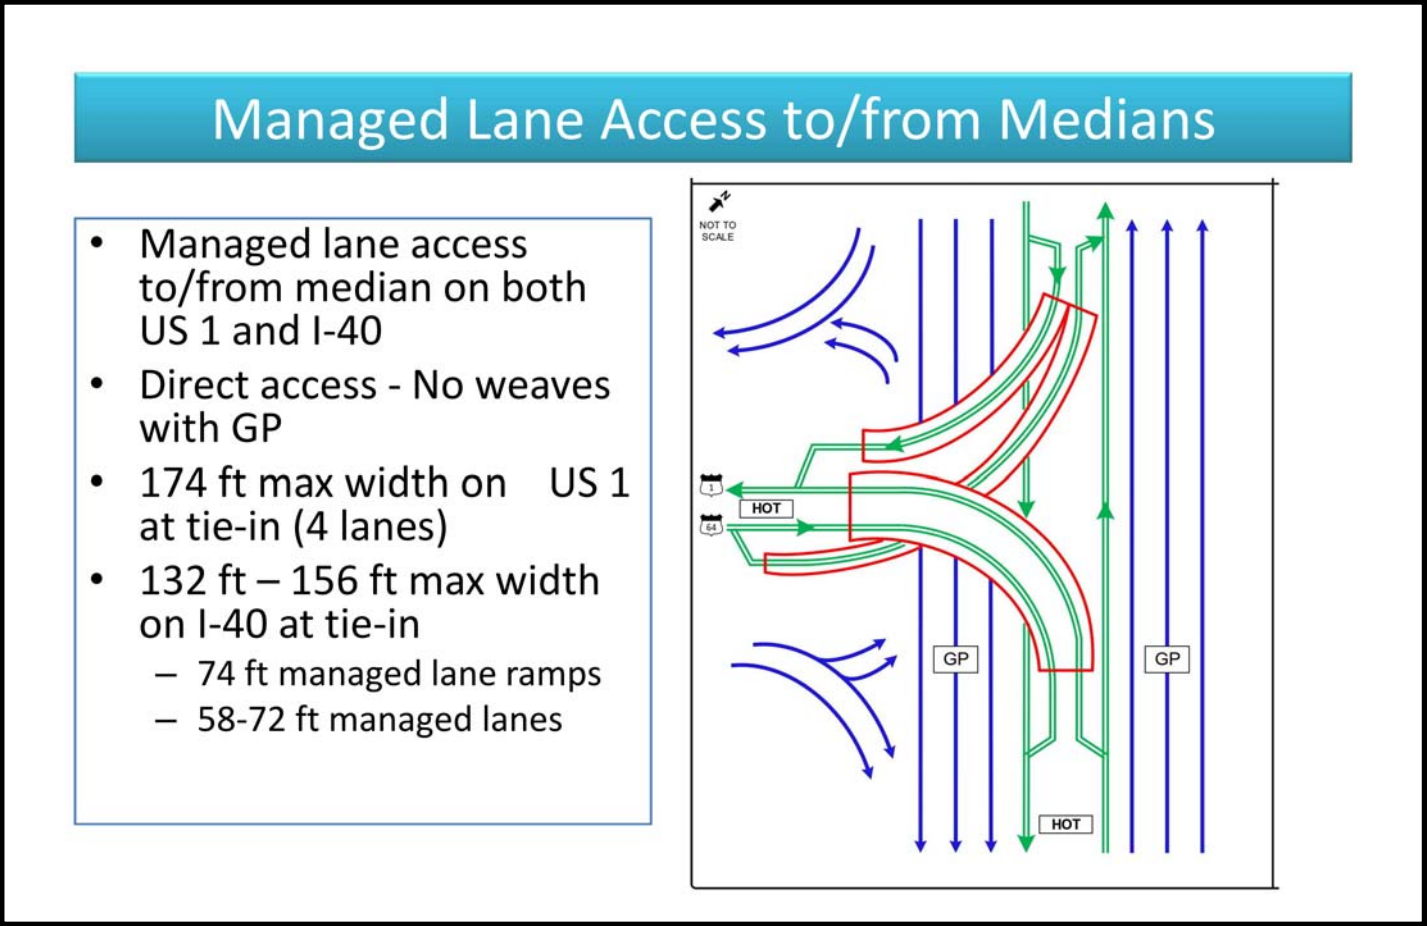 Managed Lane Access to/from Medians
• Managed lane access
to/from median on both
US 1 and I-40
• Direct access - No weaves
with GP
• 174 ft max width on US 1
at tie-in (4 lanes)
• 132 ft – 156 ft max width
on I-40 at tie-in
– 74 ft managed lane ramps
– 58-72 ft managed lanes
N
NOT TO
SCALE
1
HOT
64
GP
GP
HOT